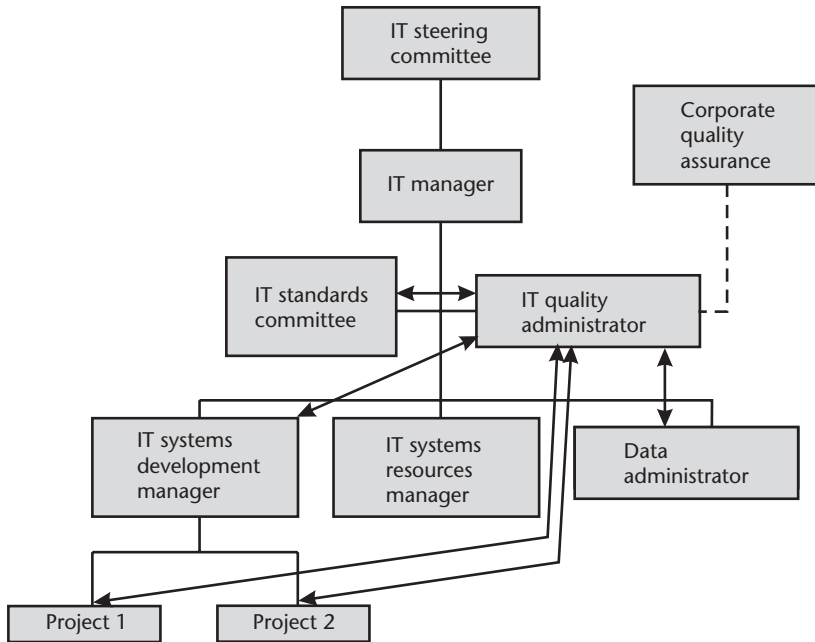 IT steering
committee
Corporate
quality
assurance
IT manager
IT standards
committee
IT quality
administrator
IT systems
development
manager
IT systems
resources
manager
Data
administrator
Project 1
Project 2